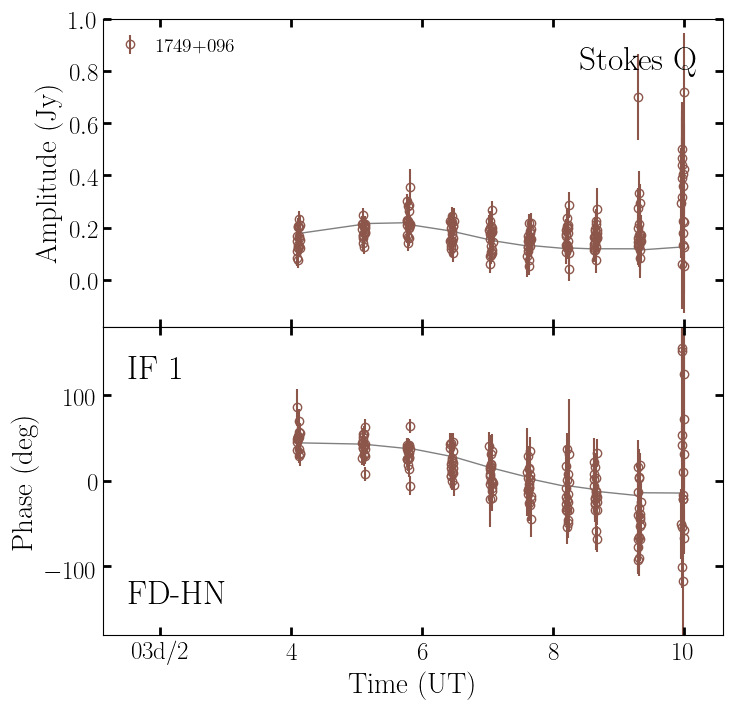 1.0
1749+096
Stokes Q
0.8
0.6
0.4
0.2
0.0
Amplitude (Jy)
IF 1
100
0
−100
Phase (deg)
FD-HN
03d/2
4
6
8
10
Time (UT)